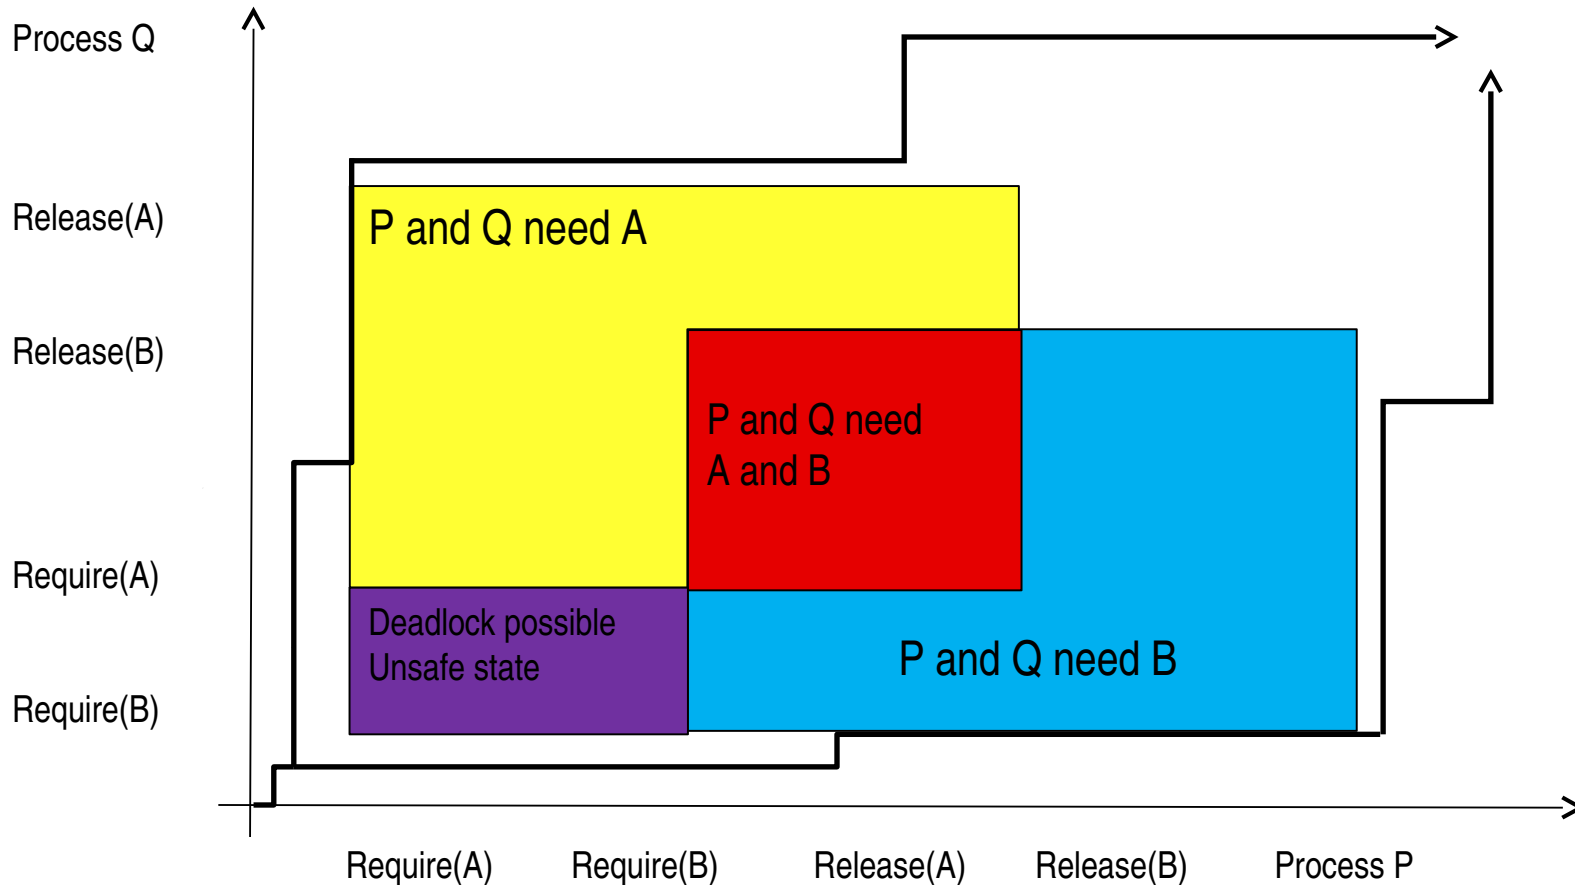 Process Q
Release(A)
P and Q need A
Release(B)
P and Q need
A and B
Require(A)
Deadlock possible
Unsafe state
P and Q need B
Require(B)
Require(A)
Require(B)
Release(A)
Release(B)
Process P